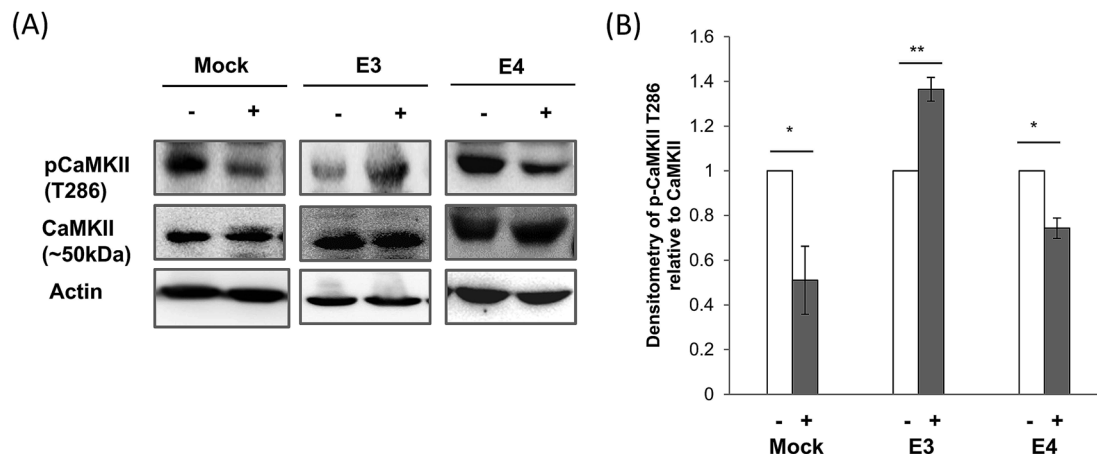 (A)
Mock E3 E4
- + - + - +
pCaMKII
(T286)
CaMKII
(~50kDa)
Actin
(B)
Densitometry of p-CaMKII T286
relative to CaMKII
1.6
1.4
1.2
1
0.8
0.6
0.4
0.2
0
* ** *
- + - + - +
Mock E3 E4